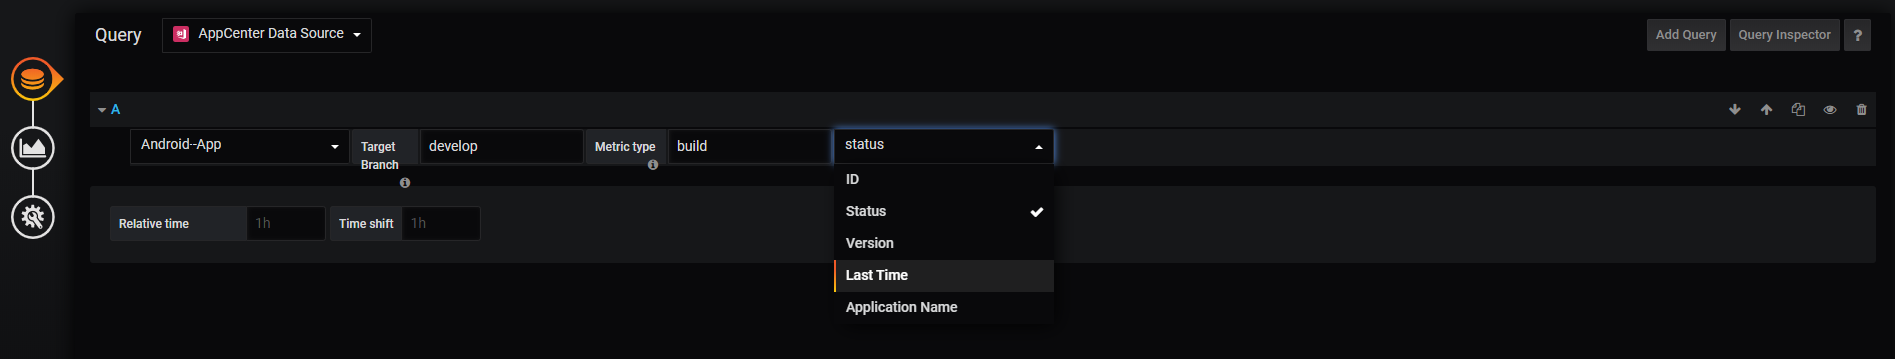 Query
AppCenter Data Source
Add Query
Query Inspector
?
A
Android--App
Target
Branch
develop
Metric type
build
status
ID
Status
Version
Last Time
Application Name
Relative time
1h
Time shift
1h